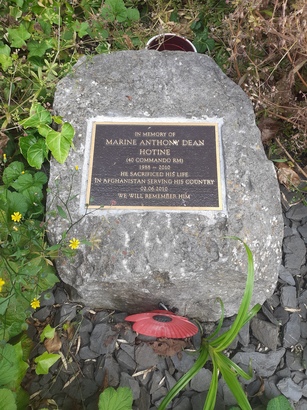 IN MEMORY OF
MARINE ANTHONY DEAN
HOTINE
(40 COMMANDO RM)
1988 - 2010
HE SACRIFICED HIS LIFE
IN AFGHANISTAN SERVING HIS COUNTRY
02.06.2010
WE WILL REMEMBER HIM